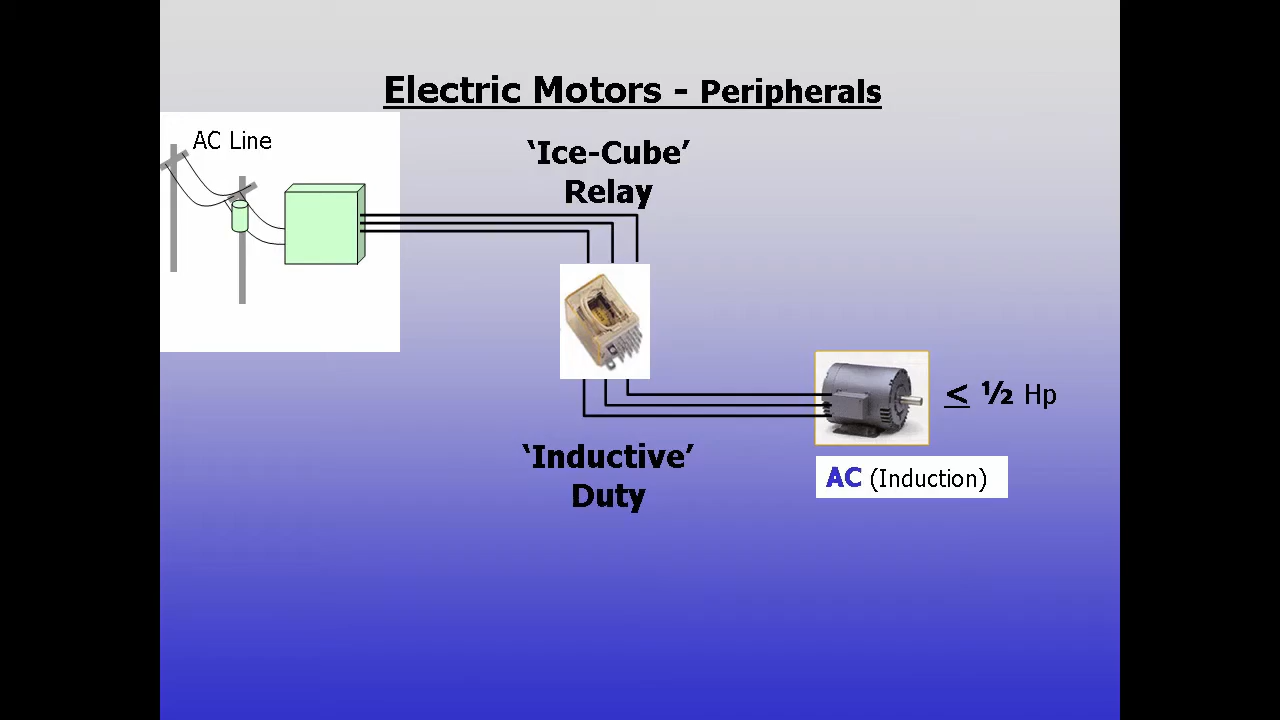 Electric Motors - Peripherals
AC Line
‘Ice-Cube’
Relay
≤ ½ Hp
‘Inductive’
Duty
AC (Induction)